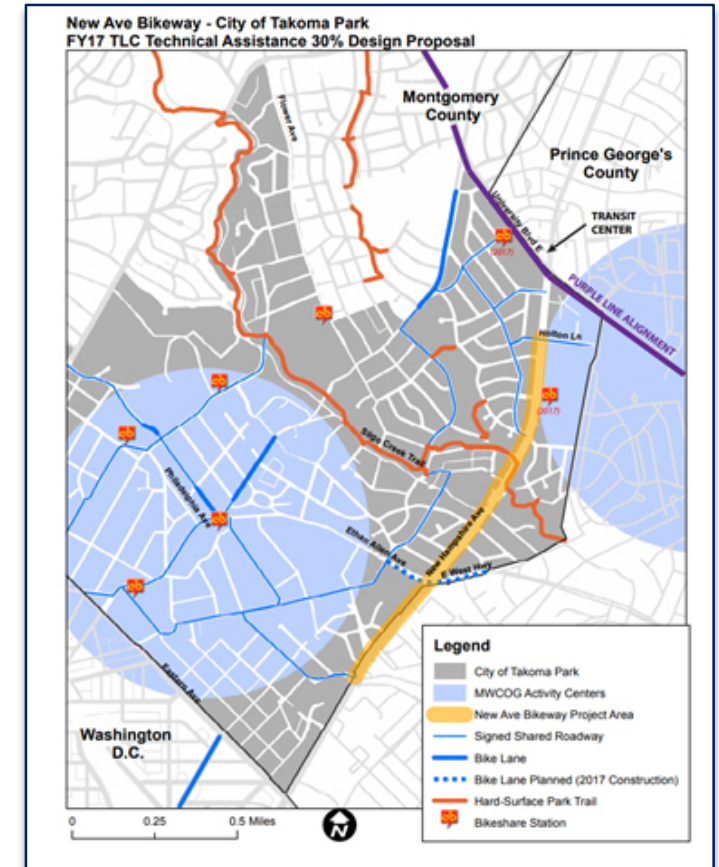 New Ave Bikeway - City of Takoma Park
FY17 TLC Technical Assistance 30% Design Proposal
Flower Ave
Montgomery
County
Prince George's
County
University Blvd E
TRANSIT
CENTER
(2017)
PURPLE LINE ALIGNMENT
Holton Ln
(2017)
Sligo Creek Trail
Philadelphia Ave
Ethan Allen Ave
New Hampshire Ave
E West Hwy
Eastern Ave
Washington
D.C.
Legend
City of Takoma Park
MWCOG Activity Centers
New Ave Bikeway Project Area
Signed Shared Roadway
Bike Lane
Bike Lane Planned (2017 Construction)
Hard-Surface Park Trail
Bikeshare Station
0 0.25 0.5 Miles
N